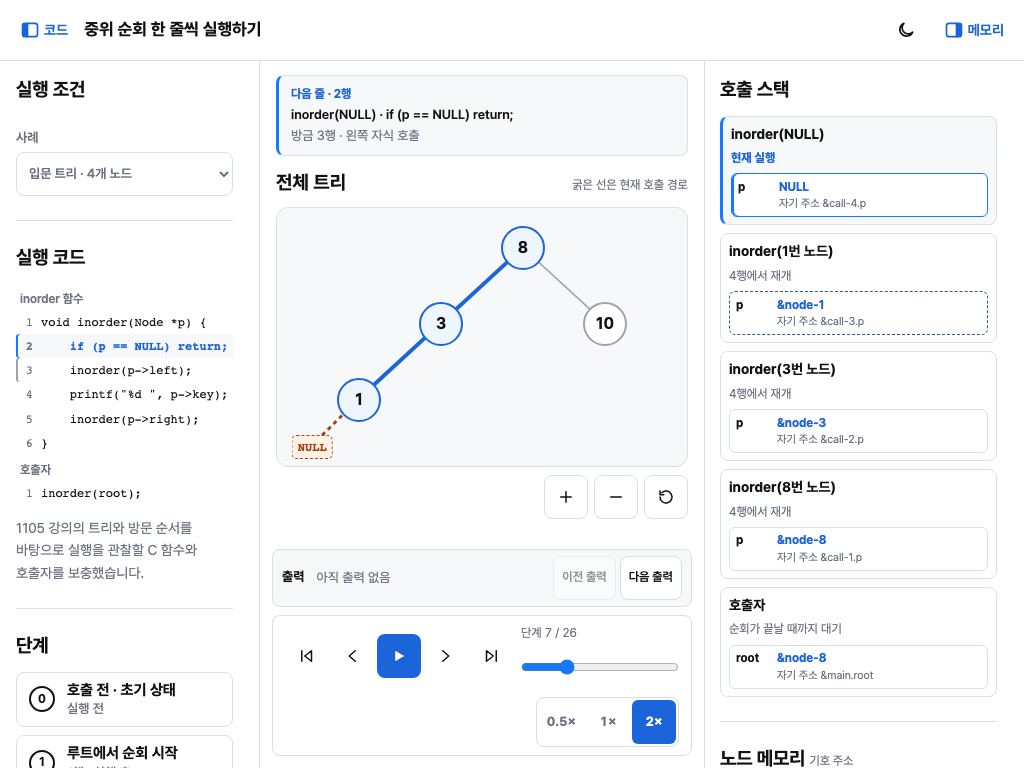 코드
중위 순회 한 줄씩 실행하기
메모리
실행 조건
사례
입문 트리 · 4개 노드
실행 코드
inorder 함수
1 void inorder(Node *p) {
2 if (p == NULL) return;
3 inorder(p->left);
4 printf("%d ", p->key);
5 inorder(p->right);
6 }
호출자
1 inorder(root);
1105 강의의 트리와 방문 순서를
바탕으로 실행을 관찰할 C 함수와
호출자를 보충했습니다.
단계
0 호출 전 · 초기 상태
실행 전
1 루트에서 순회 시작
다음 줄 · 2행
inorder(NULL) · if (p == NULL) return;
방금 3행 · 왼쪽 자식 호출
전체 트리
굵은 선은 현재 호출 경로
8
3
10
1
NULL
출력 아직 출력 없음
이전 출력
다음 출력
단계 7 / 26
0.5×
1×
2×
호출 스택
inorder(NULL)
현재 실행
p NULL
자기 주소 &call-4.p
inorder(1번 노드)
4행에서 재개
p &node-1
자기 주소 &call-3.p
inorder(3번 노드)
4행에서 재개
p &node-3
자기 주소 &call-2.p
inorder(8번 노드)
4행에서 재개
p &node-8
자기 주소 &call-1.p
호출자
순회가 끝날 때까지 대기
root &node-8
자기 주소 &main.root
노드 메모리 기호 주소